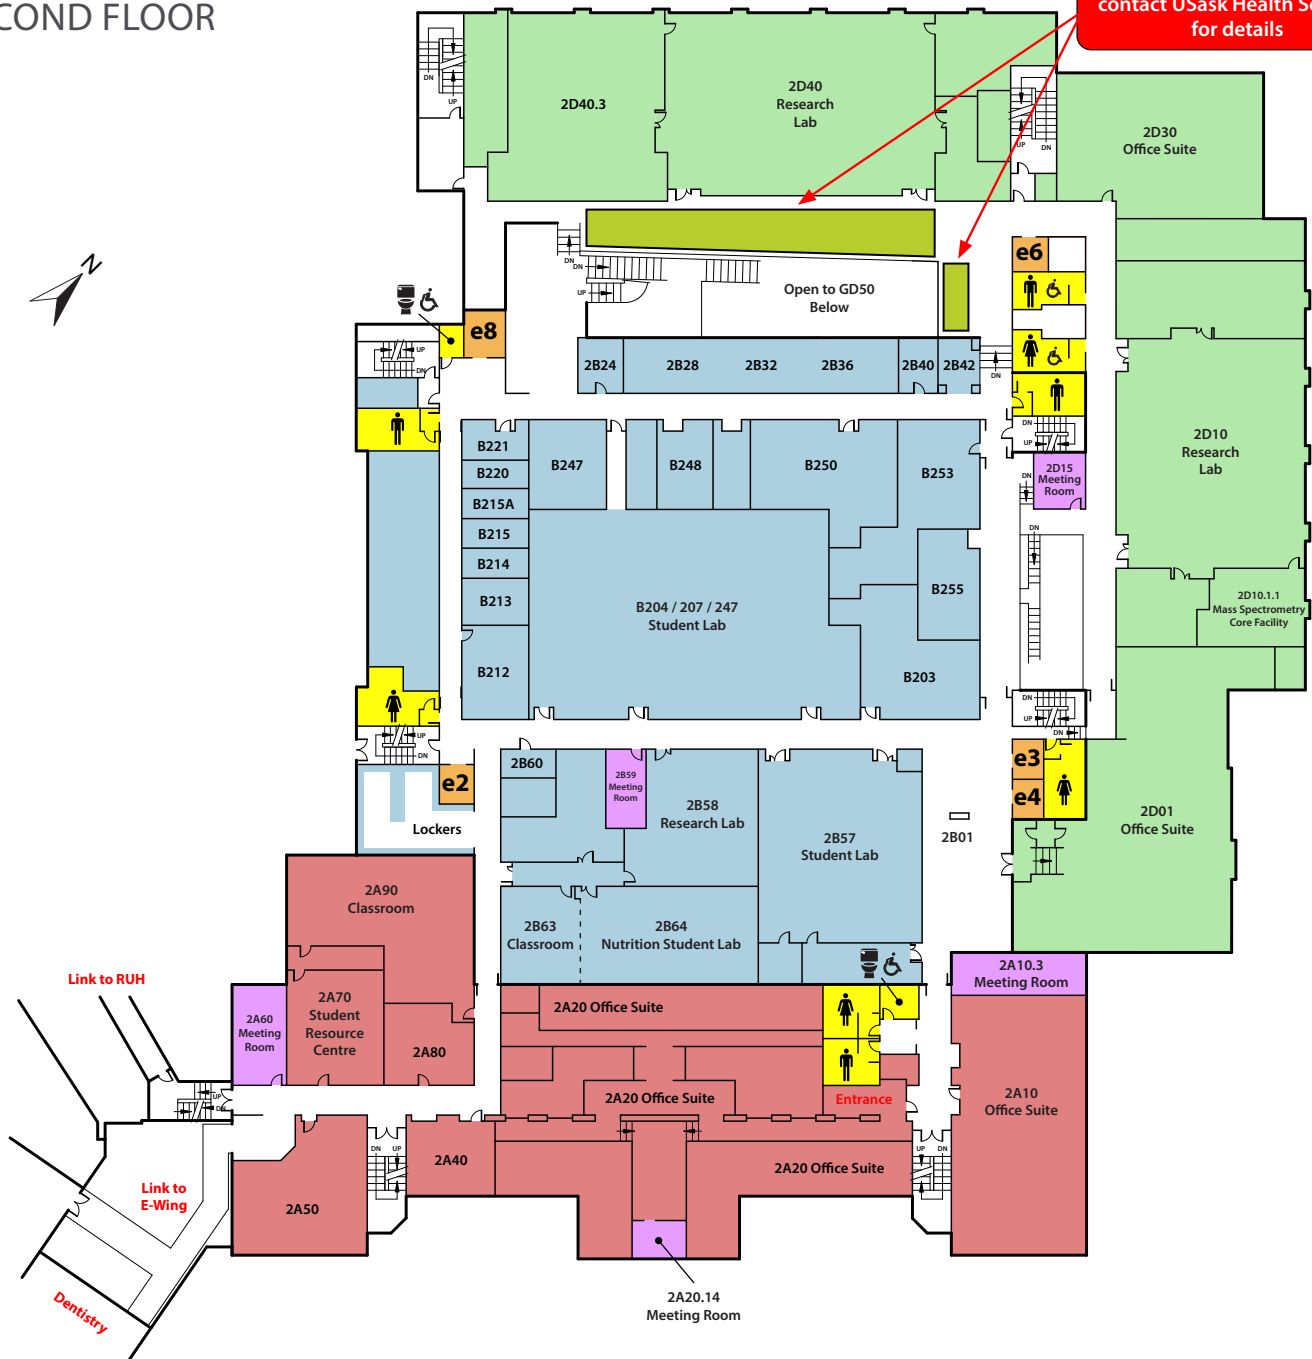 COND FLOOR
contact USask Health Sc
for details
2D40.3
2D40
Research
Lab
2D30
Office Suite
DN
UP
UP
DN
N
DN
DN
UP
Open to GD50
Below
e6
e8
UP
DN
2B24
2B28
2B32
2B36
2B40
2B42
DN
B221
B220
B215A
B215
B214
B213
B212
B247
B248
B250
B253
B255
B203
B204 / 207 / 247
Student Lab
DN
UP
2D15
Meeting
Room
DN
DN
2D10
Research
Lab
2D10.1.1
Mass Spectrometry
Core Facility
DN
UP
DN
UP
DN
e2
Lockers
2B60
2B59
Meeting
Room
2B58
Research Lab
2B57
Student Lab
2B01
e3
e4
2D01
Office Suite
2B63
Classroom
2B64
Nutrition Student Lab
2A90
Classroom
2A70
Student
Resource
Centre
2A60
Meeting
Room
2A80
Link to RUH
UP
DN
2A20 Office Suite
2A20 Office Suite
Entrance
2A20 Office Suite
2A10.3
Meeting Room
2A10
Office Suite
DN
UP
UP
DN
2A40
2A50
Link to
E-Wing
Dentistry
2A20.14
Meeting Room